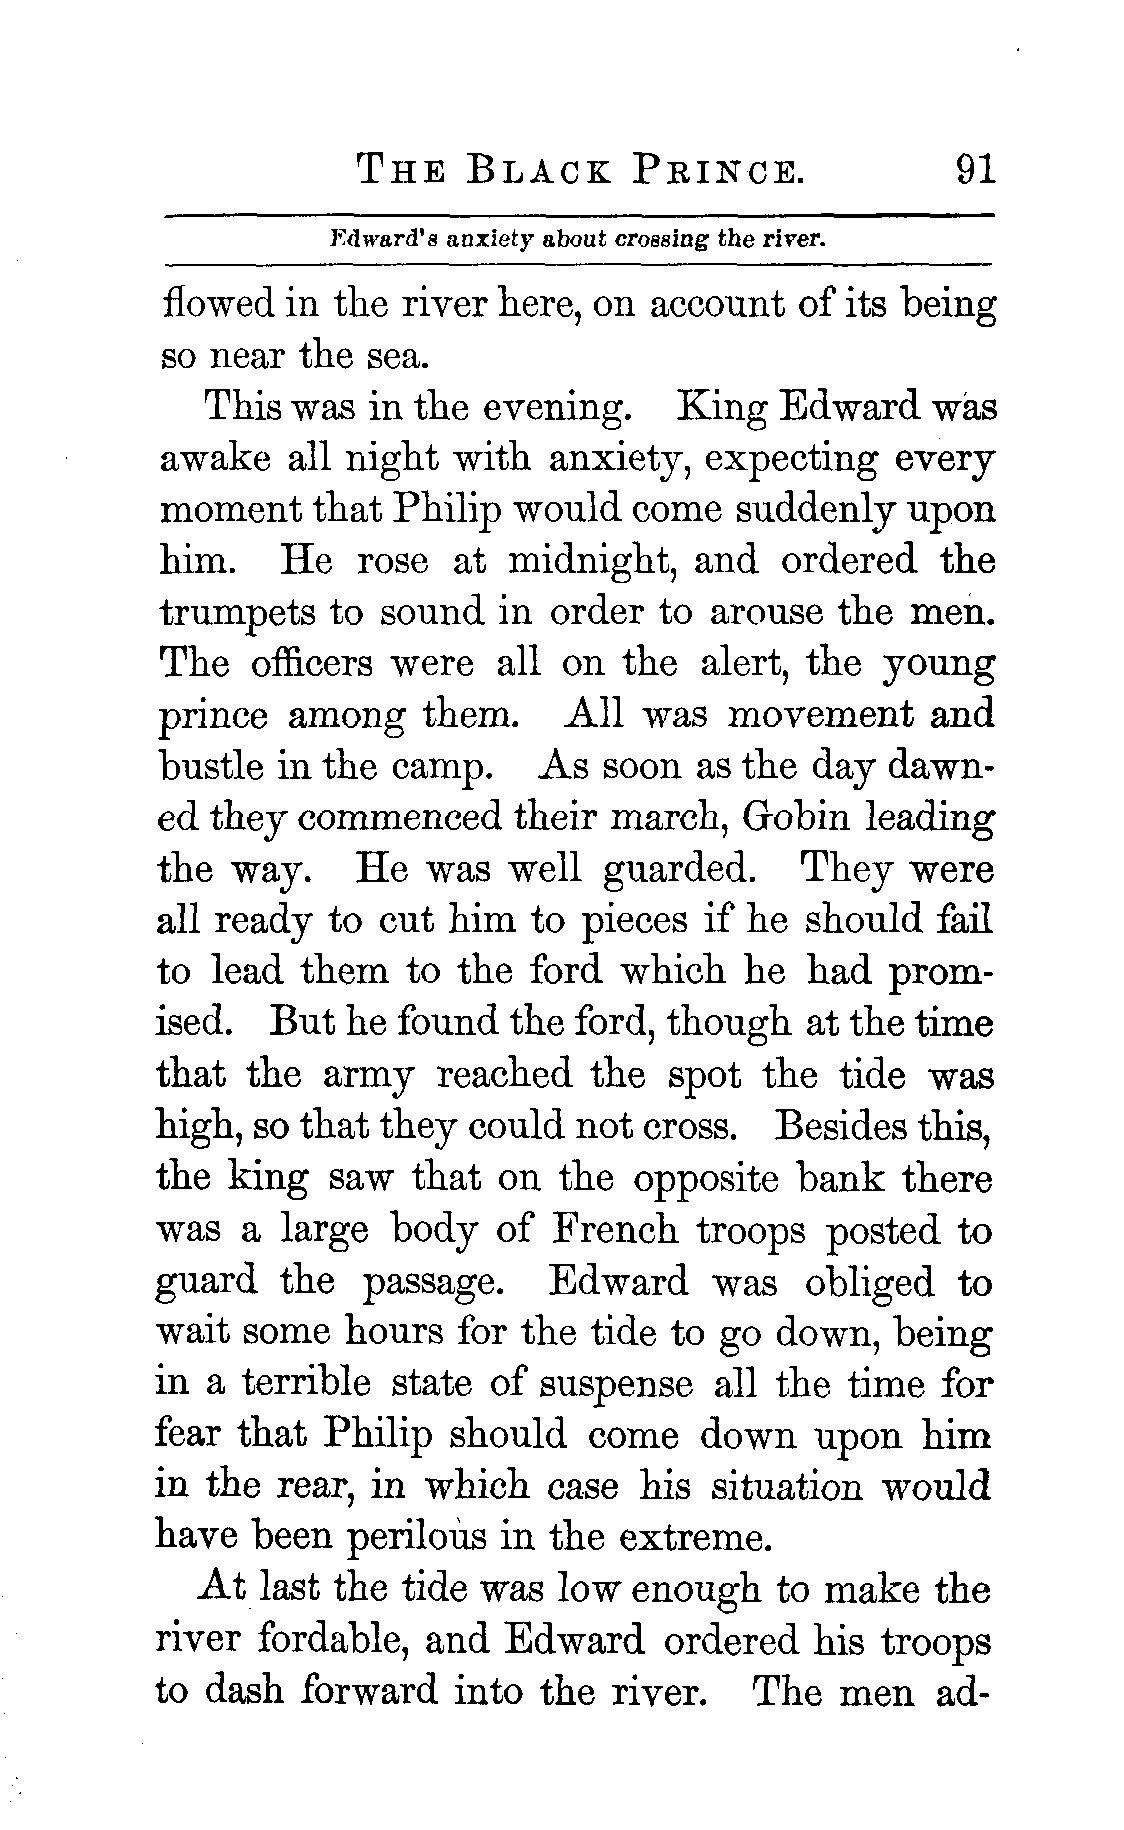 THE BLACK PRINCE. 91
Edward's anxiety about crossing the river.
flowed in the river here, on account of its being
so near the sea.
This was in the evening. King Edward was
awake all night with anxiety, expecting every
moment that Philip would come suddenly upon
him. He rose at midnight, and ordered the
trumpets to sound in order to arouse the men.
The officers were all on the alert, the young
prince among them. All was movement and
bustle in the camp. As soon as the day dawn-
ed they commenced their march, Gobin leading
the way. He was well guarded. They were
all ready to cut him to pieces if he should fail
to lead them to the ford which he had prom-
ised. But he found the ford, though at the time
that the army reached the spot the tide was
high, so that they could not cross. Besides this,
the king saw that on the opposite bank there
was a large body of French troops posted to
guard the passage. Edward was obliged to
wait some hours for the tide to go down, being
in a terrible state of suspense all the time for
fear that Philip should come down upon him
in the rear, in which case his situation would
have been perilous in the extreme.
At last the tide was low enough to make the
river fordable, and Edward ordered his troops
to dash forward into the river. The men ad-